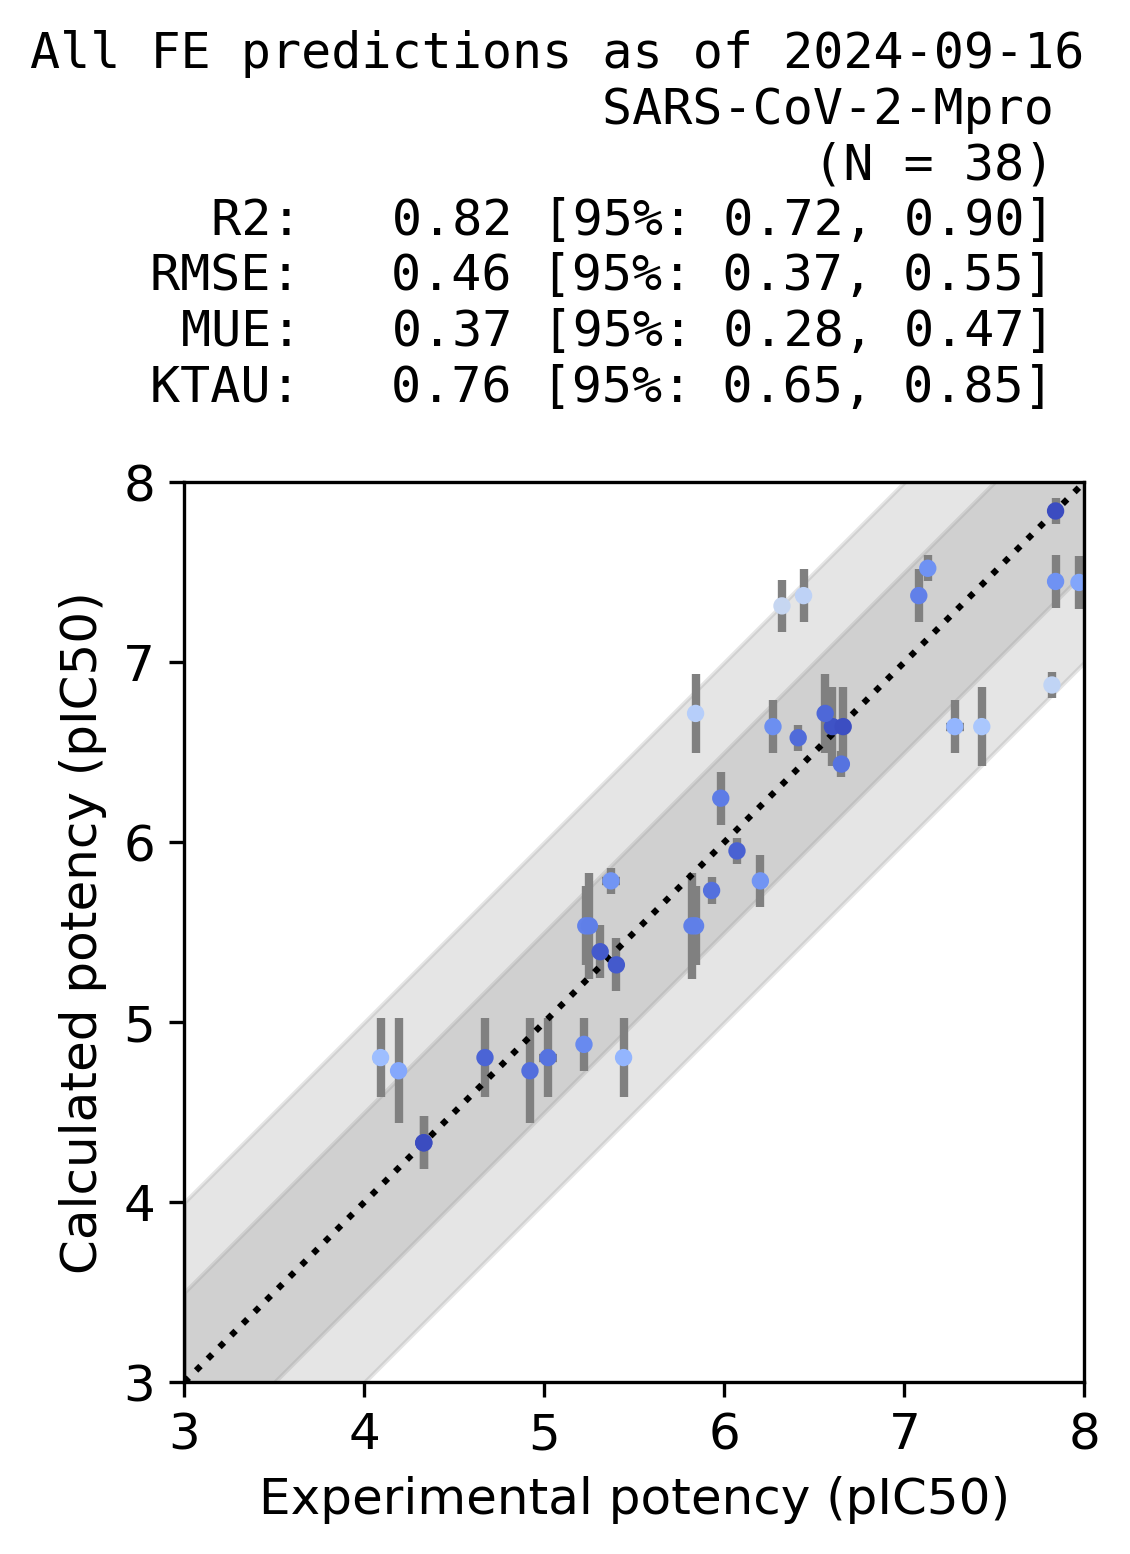 All FE predictions as of 2024-09-16
SARS-CoV-2-Mpro
(N = 38)
R2: 0.82 [95%: 0.72, 0.90]
RMSE: 0.46 [95%: 0.37, 0.55]
MUE: 0.37 [95%: 0.28, 0.47]
KTAU: 0.76 [95%: 0.65, 0.85]
8
7
6
5
4
3
Calculated potency (pIC50)
3 4 5 6 7 8
Experimental potency (pIC50)